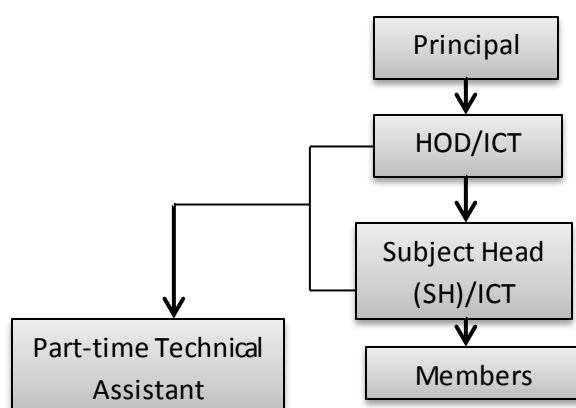 Principal
HOD/ICT
Subject Head
(SH)/ICT
Part-time Technical
Assistant
Members